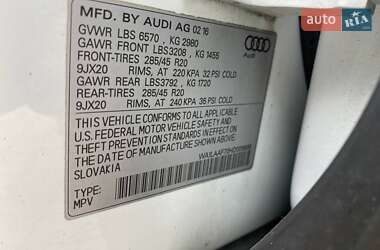 AUTO RIA.com
MFD. BY AUDI AG 02 16
GVWR LBS 6570 , KG 2980
GAWR FRONT LBS3208 , KG 1455
Audi
FRONT-TIRES 285/45 R20
9JX20 RIMS, AT 220 KPA 32 PSI COLD
GAWR REAR LBS3792 , KG 1720
REAR-TIRES 285/45 R20
9JX20 RIMS, AT 240 KPA 35 PSI COLD
THIS VEHICLE CONFORMS TO ALL APPLICABLE
U.S. FEDERAL MOTOR VEHICLE SAFETY, BUMPER,
AND THEFT PREVENTION STANDARDS IN EFFECT ON
THE DATE OF MANUFACTURE SHOWN ABOVE.
SLOVAKIA
TYPE:
MPV